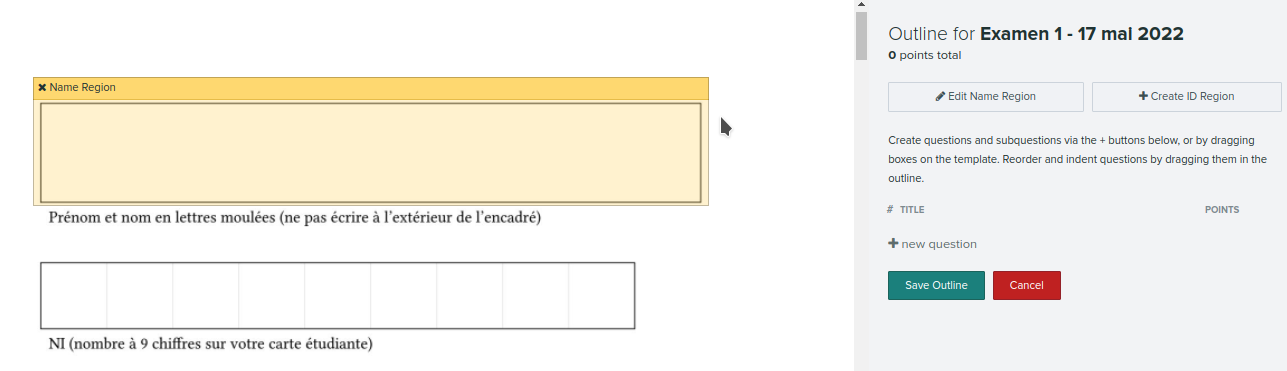 Name Region
Prénom et nom en lettres moulées (ne pas écrire à l'extérieur de l'encadré)
NI (nombre à 9 chiffres sur votre carte étudiante)
Outline for Examen 1 - 17 mai 2022
0 points total
Edit Name Region
+ Create ID Region
Create questions and subquestions via the + buttons below, or by dragging
boxes on the template. Reorder and indent questions by dragging them in the
outline.
# TITLE POINTS
+ new question
Save Outline
Cancel